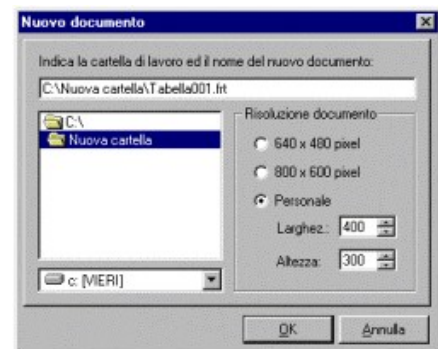 Nuovo documento
Indica la cartella di lavoro ed il nome del nuovo documento:
C:\Nuova cartella\Tabella001.frt
C:\
Nuova cartella
c: [VIERI]
Risoluzione documento
640 x 480 pixel
800 x 600 pixel
Personale
Larghez.: 400
Altezza: 300
OK
Annulla